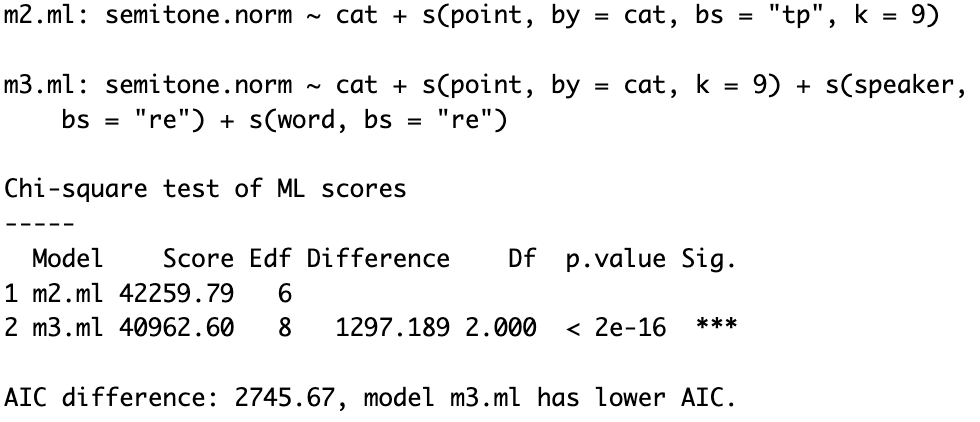 m2.ml: semitone.norm ~ cat + s(point, by = cat, bs = "tp", k = 9)
m3.ml: semitone.norm ~ cat + s(point, by = cat, k = 9) + s(speaker,
    bs = "re") + s(word, bs = "re")
Chi-square test of ML scores
-----
  Model    Score Edf Difference    Df  p.value Sig.
1 m2.ml 42259.79   6
2 m3.ml 40962.60   8   1297.189 2.000  < 2e-16  ***
AIC difference: 2745.67, model m3.ml has lower AIC.